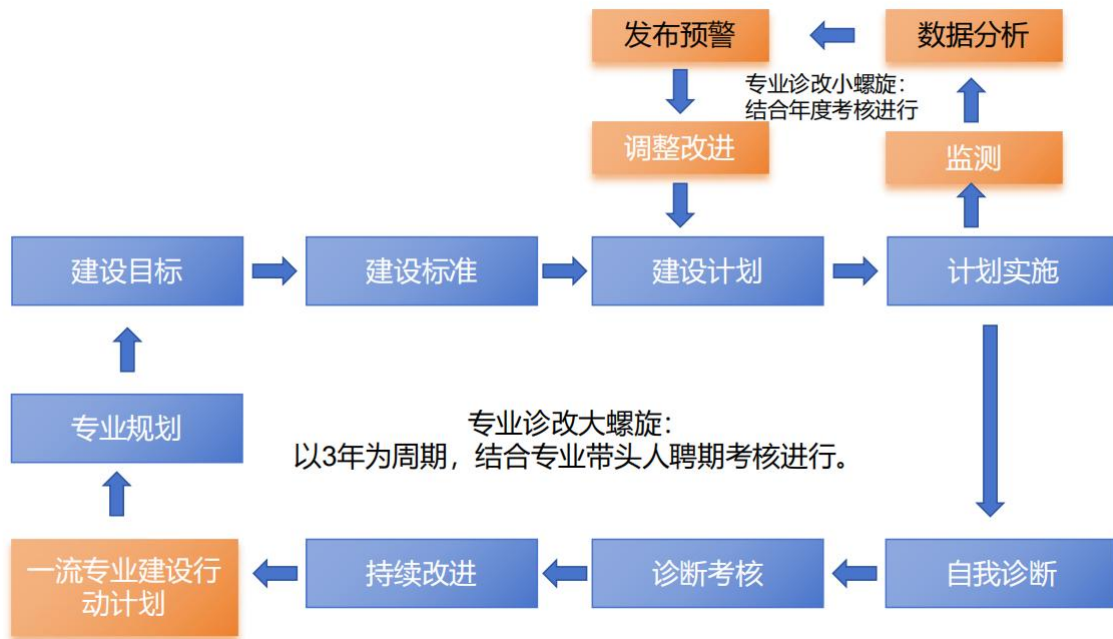 发布预警
数据分析
专业诊改小螺旋：
结合年度考核进行
调整改进
监测
建设目标
建设标准
建设计划
计划实施
专业规划
专业诊改大螺旋：
以3年为周期，结合专业带头人聘期考核进行。
一流专业建设行
动计划
持续改进
诊断考核
自我诊断